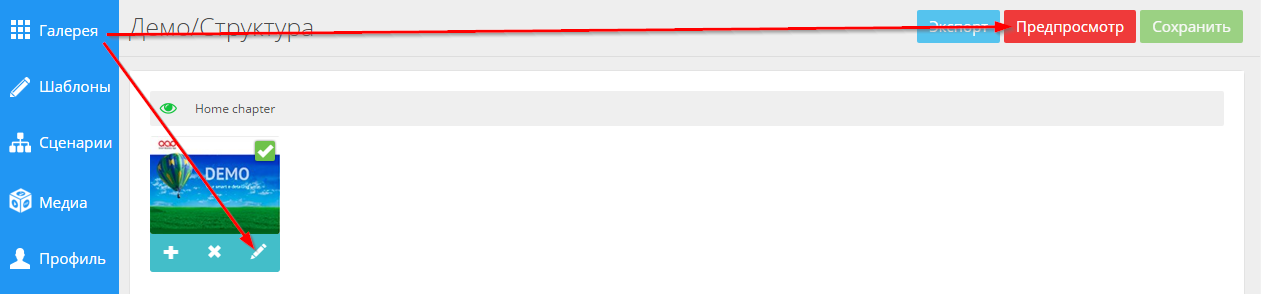 Галерея
Шаблоны
Сценарии
Медиа
Профиль
Демо/Структура
Экспорт
Предпросмотр
Сохранить
Home chapter
DEMO